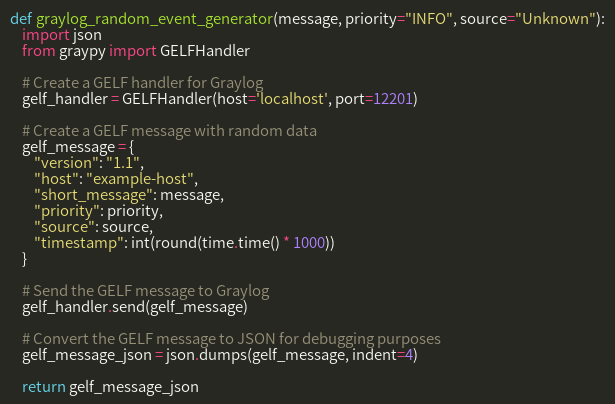 def graylog_random_event_generator(message, priority="INFO", source="Unknown"):
import json
from graypy import GELFHandler
# Create a GELF handler for Graylog
gelf_handler = GELFHandler(host='localhost', port=12201)
# Create a GELF message with random data
gelf_message = {
"version": "1.1",
"host": "example-host",
"short_message": message,
"priority": priority,
"source": source,
"timestamp": int(round(time.time() * 1000))
}
# Send the GELF message to Graylog
gelf_handler.send(gelf_message)
# Convert the GELF message to JSON for debugging purposes
gelf_message_json = json.dumps(gelf_message, indent=4)
return gelf_message_json